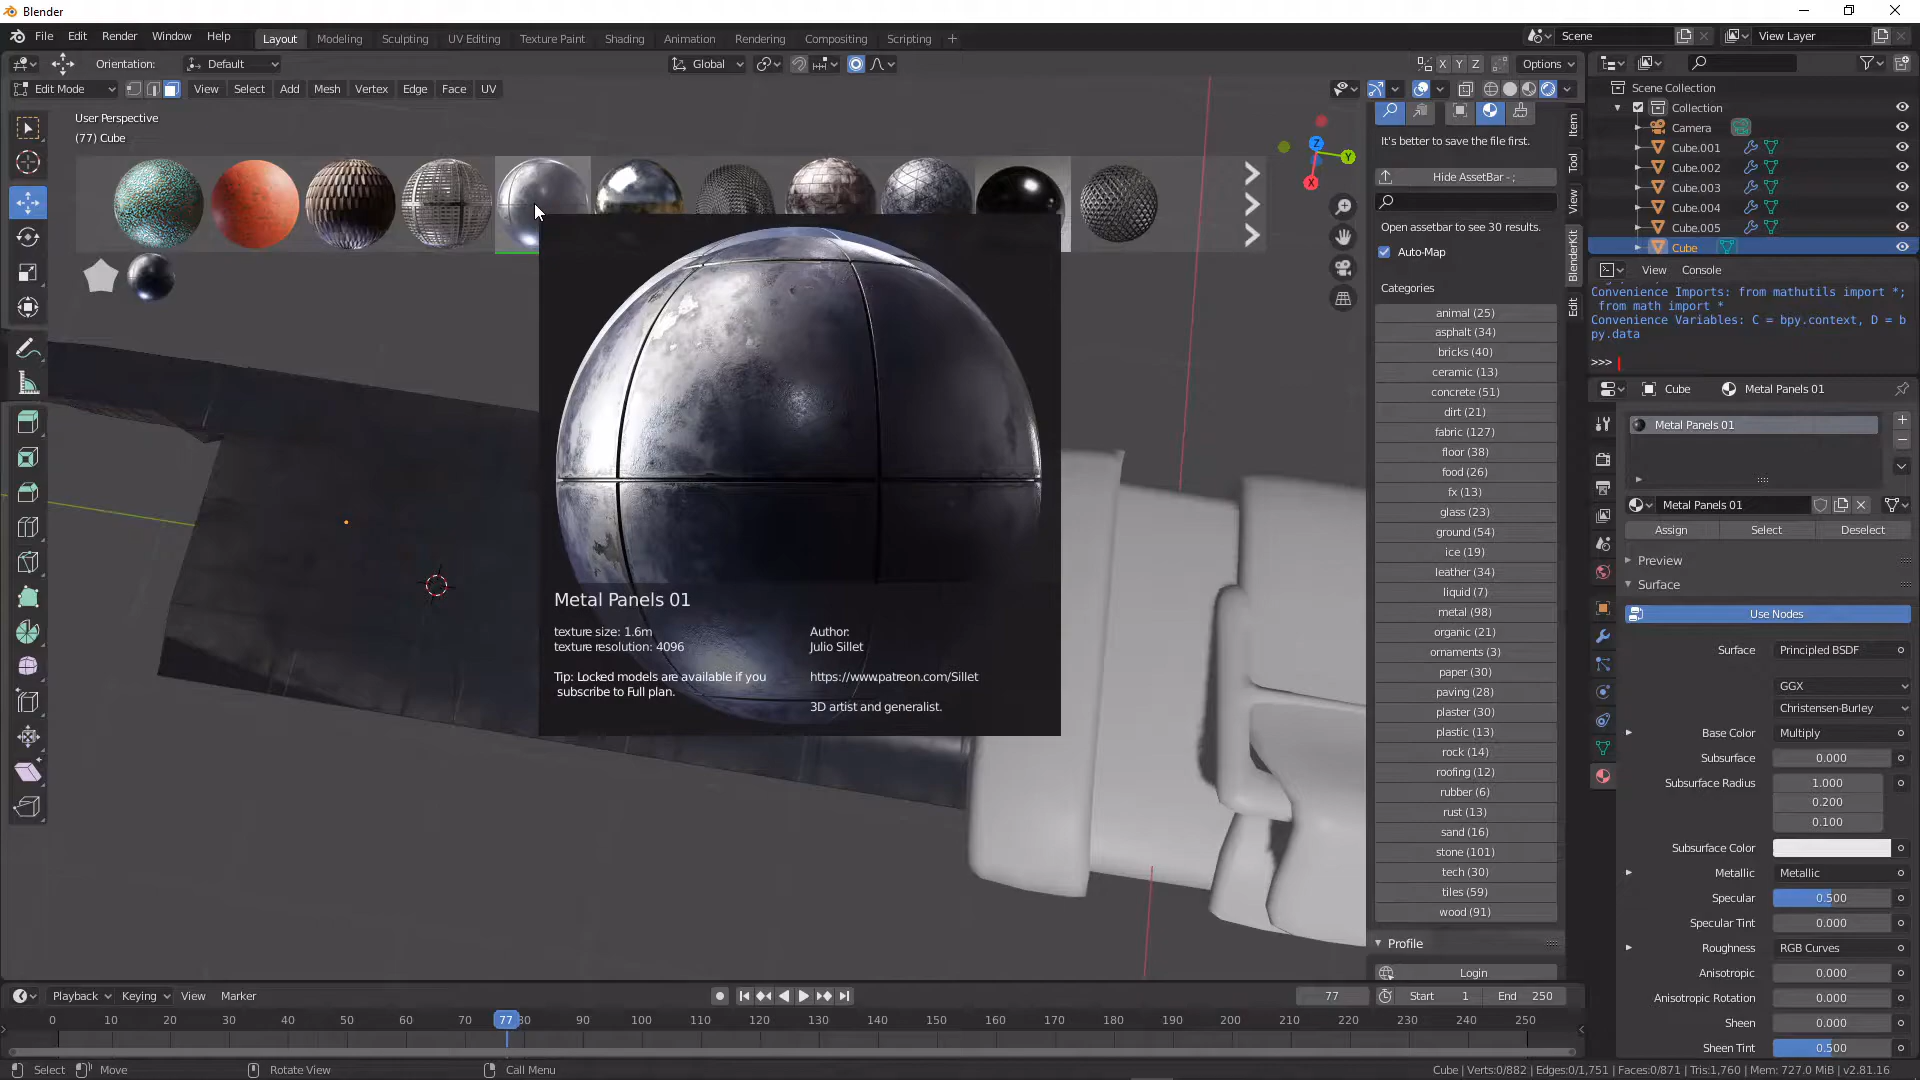 Blender
File Edit Render Window Help
Layout Modeling Sculpting UV Editing Texture Paint Shading Animation Rendering Compositing Scripting +
Scene
View Layer
Orientation: Default
Global
X Y Z Options
Edit Mode View Select Add Mesh Vertex Edge Face UV
User Perspective
(77) Cube
Z
Y
X
It's better to save the file first.
Hide AssetBar - ;
Open assetbar to see 30 results.
Auto-Map
Categories
animal (25)
asphalt (34)
bricks (40)
ceramic (13)
concrete (51)
dirt (21)
fabric (127)
floor (38)
food (26)
fx (13)
glass (23)
ground (54)
ice (19)
leather (34)
liquid (7)
metal (98)
organic (21)
ornaments (3)
paper (30)
paving (28)
plaster (30)
plastic (13)
rock (14)
roofing (12)
rubber (6)
rust (13)
sand (16)
stone (101)
tech (30)
tiles (59)
wood (91)
Profile
Login
Item
Tool
View
BlenderKit
Edit
Metal Panels 01
texture size: 1.6m
texture resolution: 4096
Tip: Locked models are available if you
subscribe to Full plan.
Author:
Julio Sillet
https://www.patreon.com/Sillet
3D artist and generalist.
Scene Collection
Collection
Camera
Cube.001
Cube.002
Cube.003
Cube.004
Cube.005
Cube
View Console
Convenience Imports: from mathutils import *;
from math import *
Convenience Variables: C = bpy.context, D = b
py.data
>>>
Cube Metal Panels 01
Metal Panels 01
Metal Panels 01
Assign Select Deselect
Preview
Surface
Use Nodes
Surface Principled BSDF
GGX
Christensen-Burley
Base Color Multiply
Subsurface 0.000
Subsurface Radius 1.000
0.200
0.100
Subsurface Color
Metallic Metallic
Specular 0.500
Specular Tint 0.000
Roughness RGB Curves
Anisotropic 0.000
Anisotropic Rotation 0.000
Sheen 0.000
Sheen Tint 0.500
Playback Keying View Marker
77 Start 1 End 250
0 10 20 30 40 50 60 70 77 80 90 100 110 120 130 140 150 160 170 180 190 200 210 220 230 240 250
Select Move Rotate View Call Menu
Cube | Verts:0/882 | Edges:0/1,751 | Faces:0/871 | Tris:1,760 | Mem: 727.0 MiB | v2.81.16